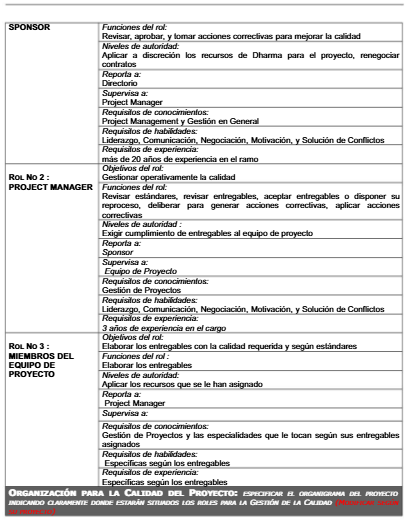 SPONSOR
Funciones del rol:
Revisar, aprobar, y tomar acciones correctivas para mejorar la calidad
Niveles de autoridad:
Aplicar a discreción los recursos de Dharma para el proyecto, renegociar
contratos
Reporta a:
Directorio
Supervisa a:
Project Manager
Requisitos de conocimientos:
Project Management y Gestión en General
Requisitos de habilidades:
Liderazgo, Comunicación, Negociación, Motivación, y Solución de Conflictos
Requisitos de experiencia:
más de 20 años de experiencia en el ramo
ROL NO 2 :
PROJECT MANAGER
Objetivos del rol:
Gestionar operativamente la calidad
Funciones del rol:
Revisar estándares, revisar entregables, aceptar entregables o disponer su
reproceso, deliberar para generar acciones correctivas, aplicar acciones
correctivas
Niveles de autoridad :
Exigir cumplimiento de entregables al equipo de proyecto
Reporta a:
Sponsor
Supervisa a:
Equipo de Proyecto
Requisitos de conocimientos:
Gestión de Proyectos
Requisitos de habilidades:
Liderazgo, Comunicación, Negociación, Motivación, y Solución de Conflictos
Requisitos de experiencia:
3 años de experiencia en el cargo
ROL NO 3 :
MIEMBROS DEL
EQUIPO DE
PROYECTO
Objetivos del rol:
Elaborar los entregables con la calidad requerida y según estándares
Funciones del rol :
Elaborar los entregables
Niveles de autoridad:
Aplicar los recursos que se le han asignado
Reporta a:
Project Manager
Supervisa a:
Requisitos de conocimientos:
Gestión de Proyectos y las especialidades que le tocan según sus entregables
asignados
Requisitos de habilidades:
Específicas según los entregables
Requisitos de experiencia:
Específicas según los entregables
ORGANIZACIÓN PARA LA CALIDAD DEL PROYECTO: ESPECIFICAR EL ORGANIGRAMA DEL PROYECTO
INDICANDO CLARAMENTE DONDE ESTARÁN SITUADOS LOS ROLES PARA LA GESTIÓN DE LA CALIDAD